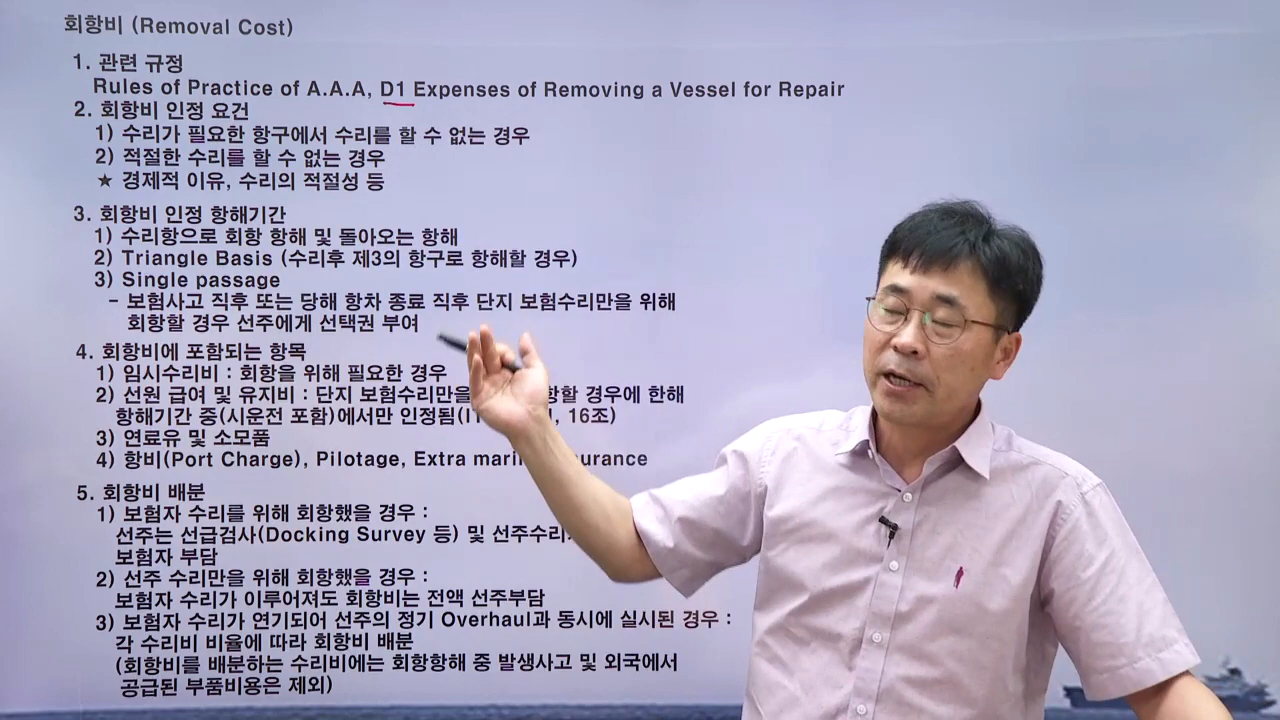 회항비 (Removal Cost)
1. 관련 규정
Rules of Practice of A.A.A, D1 Expenses of Removing a Vessel for Repair
2. 회항비 인정 요건
1) 수리가 필요한 항구에서 수리를 할 수 없는 경우
2) 적절한 수리를 할 수 없는 경우
★ 경제적 이유, 수리의 적절성 등
3. 회항비 인정 항해기간
1) 수리항으로 회항 항해 및 돌아오는 항해
2) Triangle Basis (수리후 제3의 항구로 항해할 경우)
3) Single passage
- 보험사고 직후 또는 당해 항차 종료 직후 단지 보험수리만을 위해
회항할 경우 선주에게 선택권 부여
4. 회항비에 포함되는 항목
1) 임시수리비 : 회항을 위해 필요한 경우
2) 선원 급여 및 유지비 : 단지 보험수리만을 항할 경우에 한해
항해기간 중(시운전 포함)에서만 인정됨(IT , 16조)
3) 연료유 및 소모품
4) 항비(Port Charge), Pilotage, Extra
5. 회항비 배분
1) 보험자 수리를 위해 회항했을 경우 :
선주는 선급검사(Docking Survey 등) 및 선주수리
보험자 부담
2) 선주 수리만을 위해 회항했을 경우 :
보험자 수리가 이루어져도 회항비는 전액 선주부담
3) 보험자 수리가 연기되어 선주의 정기 Overhaul과 동시에 실시된 경우 :
각 수리비 비율에 따라 회항비 배분
(회항비를 배분하는 수리비에는 회항항해 중 발생사고 및 외국에서
공급된 부품비용은 제외)